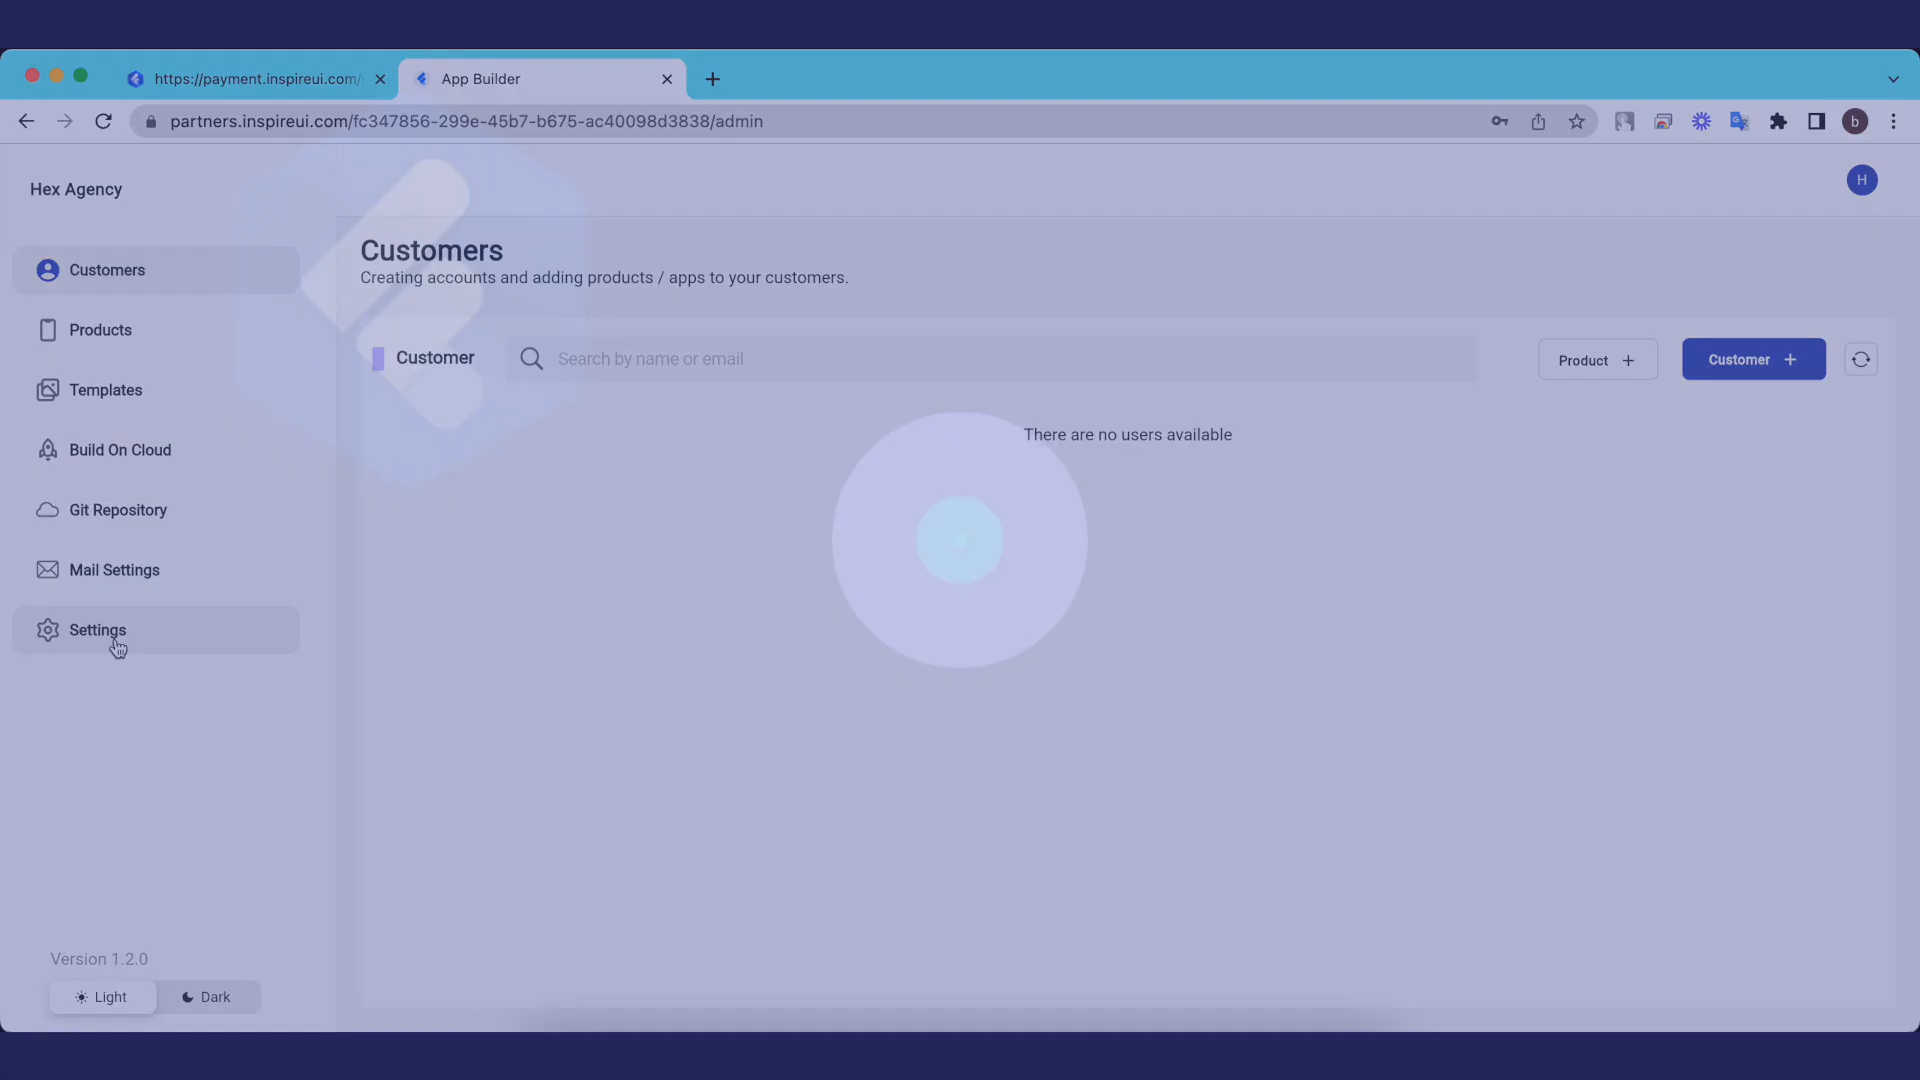 https://payment.inspireui.com/
App Builder
partners.inspireui.com/fc347856-299e-45b7-b675-ac40098d3838/admin
b
Hex Agency
H
Customers
Products
Templates
Build On Cloud
Git Repository
Mail Settings
Settings
Customers
Creating accounts and adding products / apps to your customers.
Customer
Search by name or email
Product +
Customer +
There are no users available
Version 1.2.0
Light
Dark